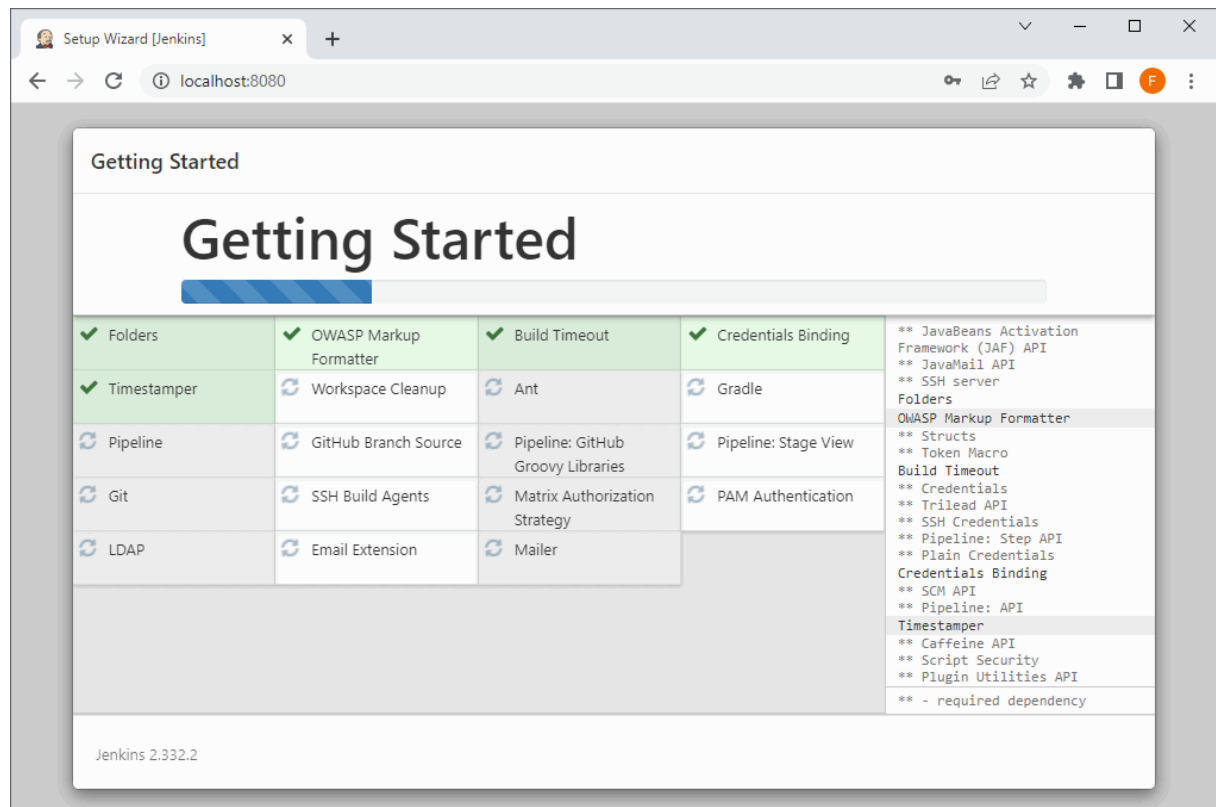 Setup Wizard [Jenkins]
localhost:8080
F
Getting Started
Getting Started
Folders
OWASP Markup
Formatter
Build Timeout
Credentials Binding
Timestamper
Workspace Cleanup
Ant
Gradle
Pipeline
GitHub Branch Source
Pipeline: GitHub
Groovy Libraries
Pipeline: Stage View
Git
SSH Build Agents
Matrix Authorization
Strategy
PAM Authentication
LDAP
Email Extension
Mailer
** JavaBeans Activation
Framework (JAF) API
** JavaMail API
** SSH server
Folders
OWASP Markup Formatter
** Structs
** Token Macro
Build Timeout
** Credentials
** Trilead API
** SSH Credentials
** Pipeline: Step API
** Plain Credentials
Credentials Binding
** SCM API
** Pipeline: API
Timestamper
** Caffeine API
** Script Security
** Plugin Utilities API
** - required dependency
Jenkins 2.332.2